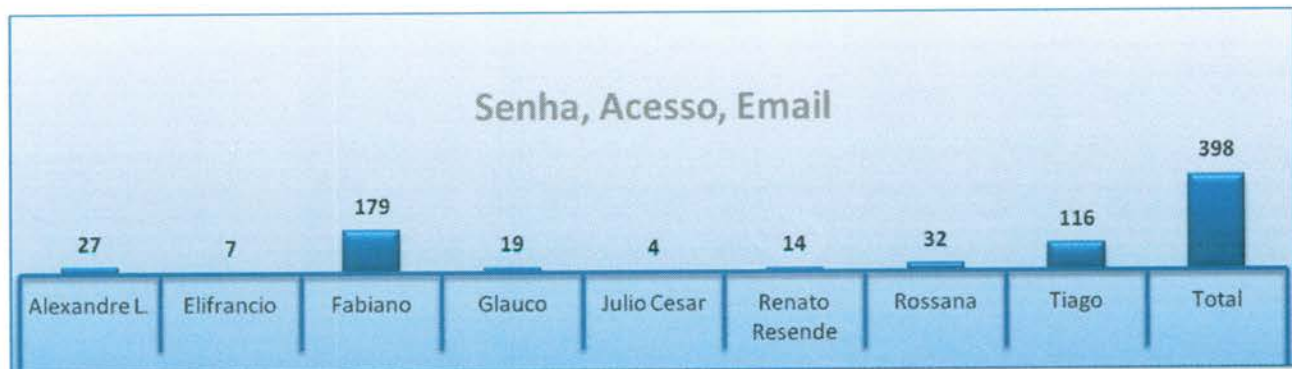 Senha, Acesso, Email
398
179
116
27
7
19
4
14
32
Alexandre L.
Elifrancio
Fabiano
Glauco
Julio Cesar
Renato
Resende
Rossana
Tiago
Total